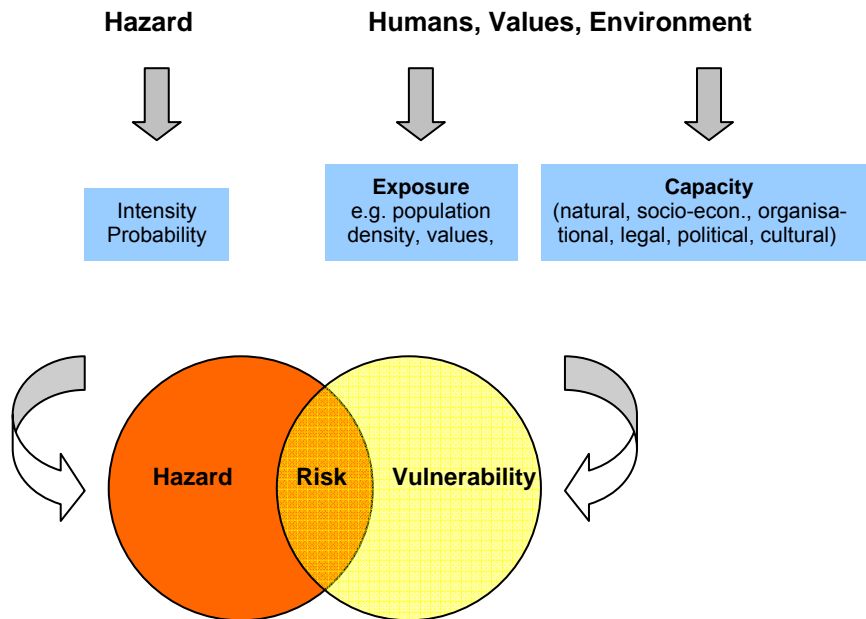 Hazard
Humans, Values, Environment
Intensity
Probability
Exposure
e.g. population
density, values,
Capacity
(natural, socio-econ., organisa-
tional, legal, political, cultural)
Hazard
Risk
Vulnerability